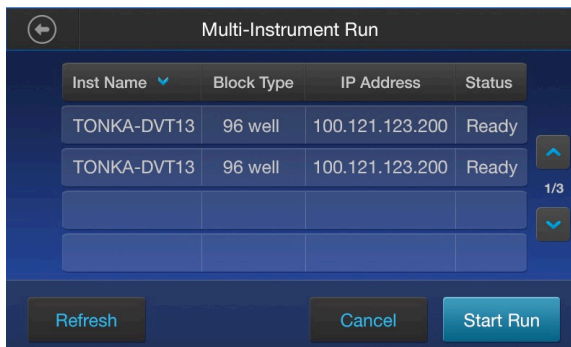 Multi-Instrument Run
Inst Name Block Type IP Address Status
TONKA-DVT13 96 well 100.121.123.200 Ready
TONKA-DVT13 96 well 100.121.123.200 Ready
1/3
Refresh Cancel Start Run